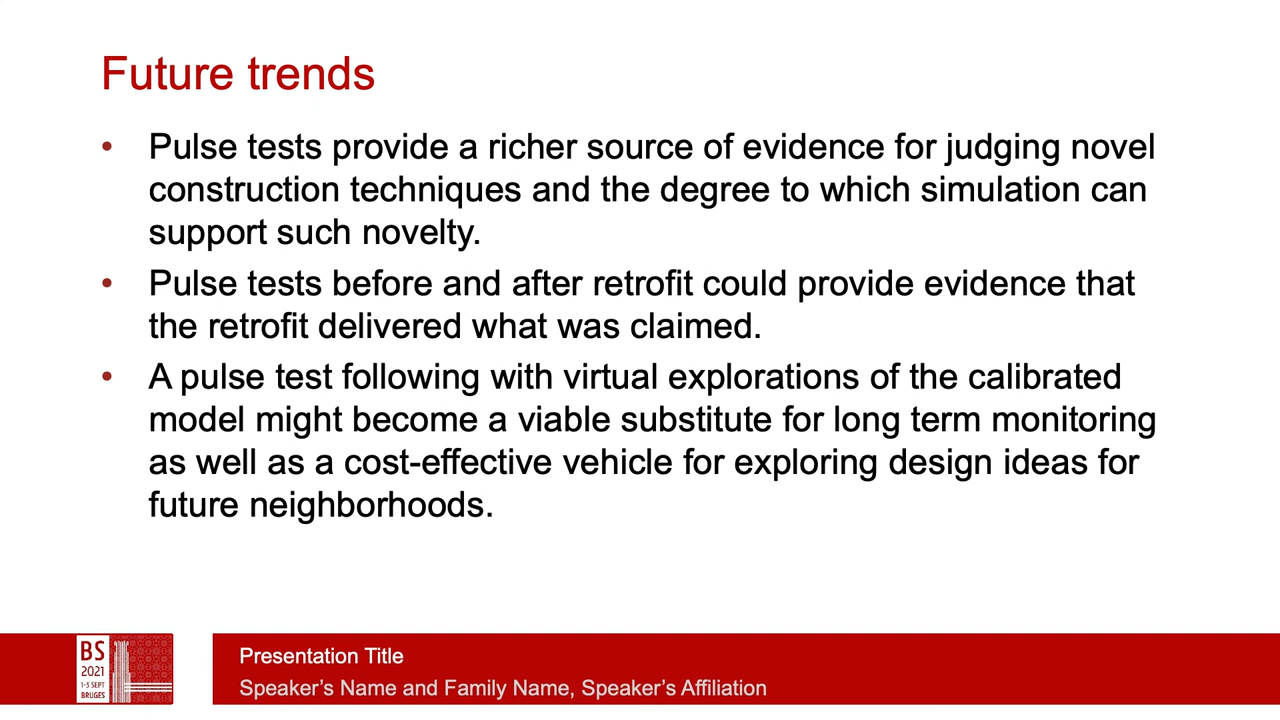 Future trends
• Pulse tests provide a richer source of evidence for judging novel
construction techniques and the degree to which simulation can
support such novelty.
• Pulse tests before and after retrofit could provide evidence that
the retrofit delivered what was claimed.
• A pulse test following with virtual explorations of the calibrated
model might become a viable substitute for long term monitoring
as well as a cost-effective vehicle for exploring design ideas for
future neighborhoods.
BS
2021
1-3 SEPT
BRUGES
Presentation Title
Speaker’s Name and Family Name, Speaker’s Affiliation